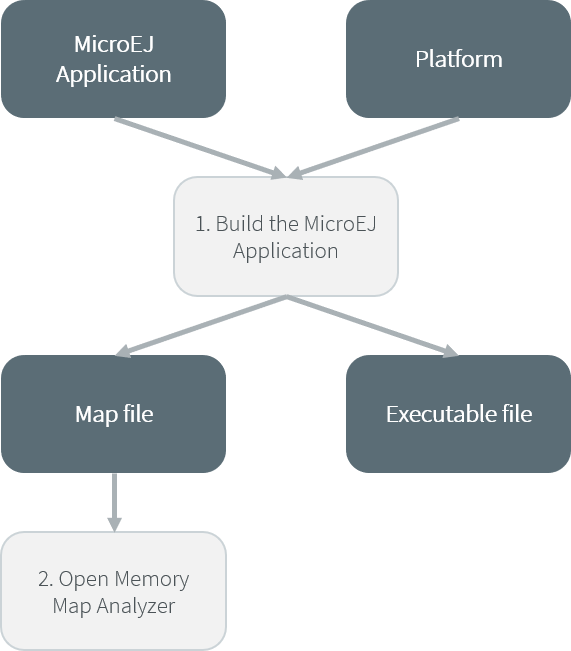 MicroEJ
Application
Platform
1. Build the MicroEJ
Application
Map file
Executable file
2. Open Memory
Map Analyzer